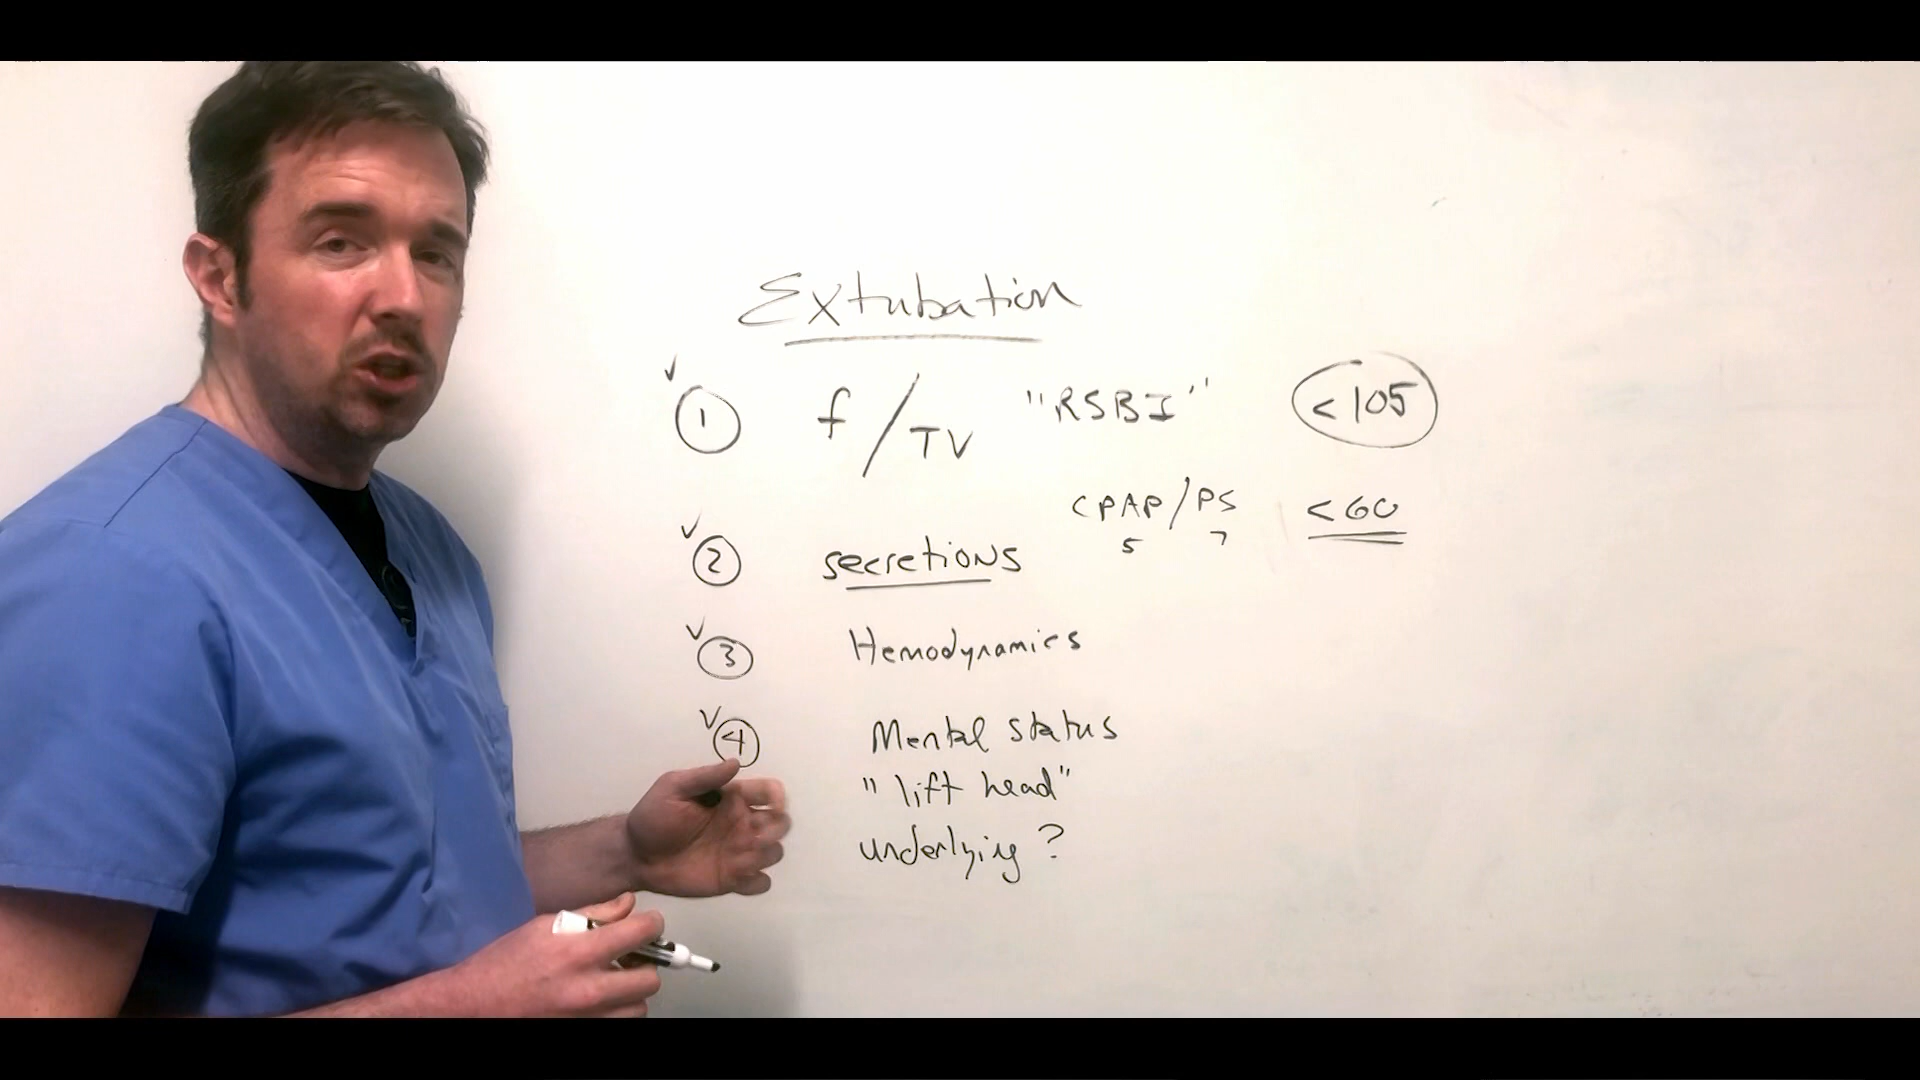 Extubation
✓ 1 f/TV "RSBI" <105
CPAP/PS <60
5 7
✓ 2 secretions
✓ 3 Hemodynamics
✓ 4 Mental status
"lift head"
underlying?